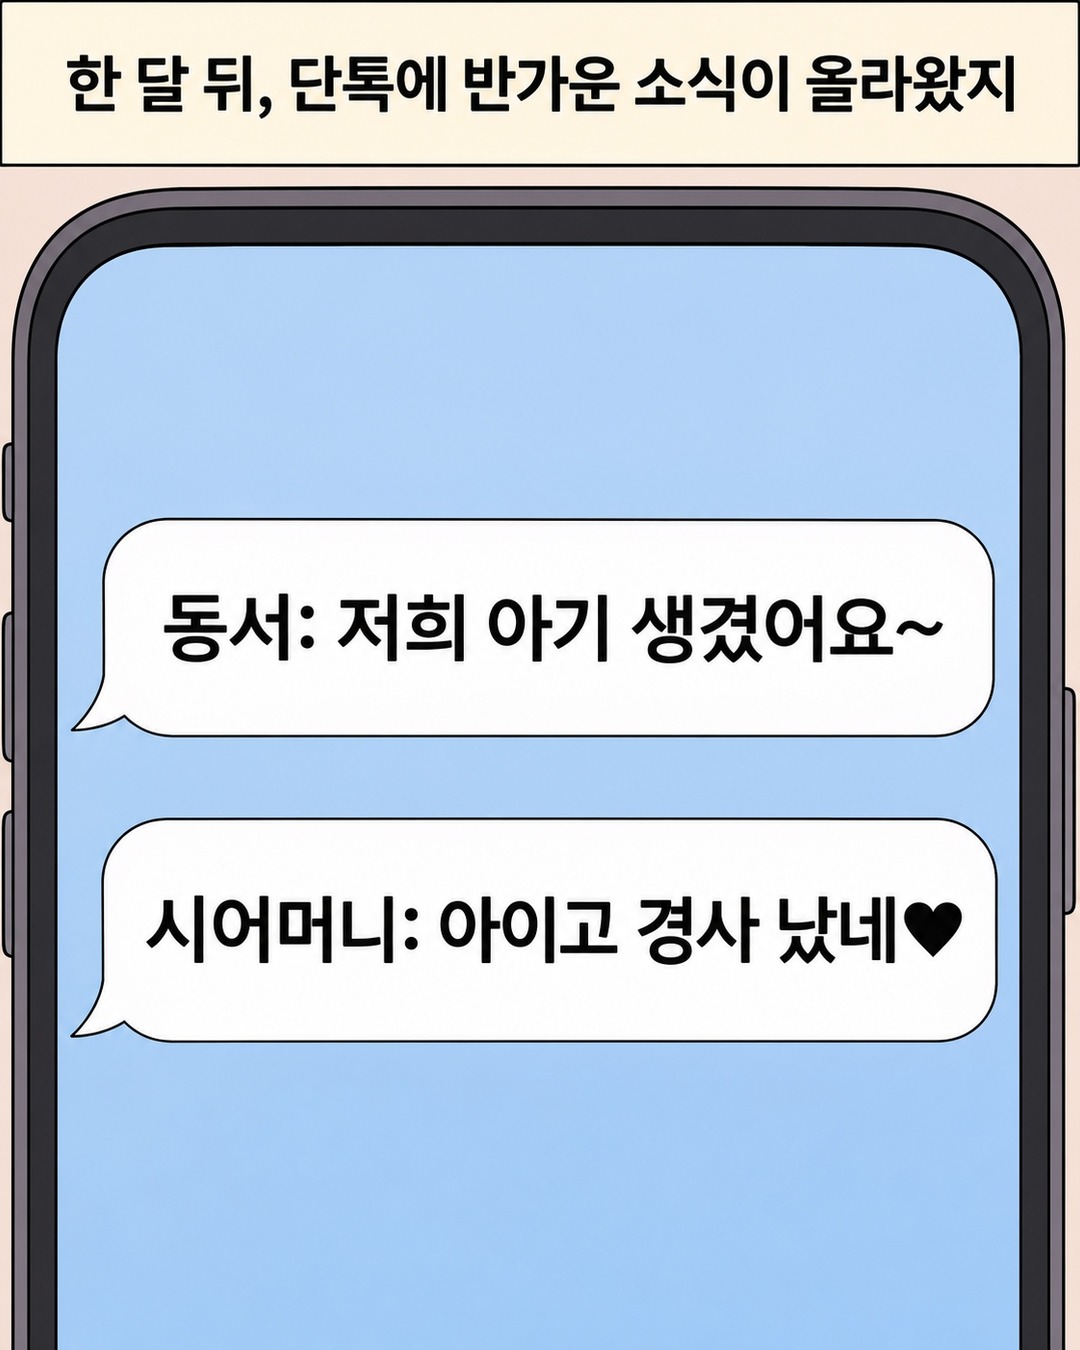 한 달 뒤, 단톡에 반가운 소식이 올라왔지
동서: 저희 아기 생겼어요~
시어머니: 아이고 경사 났네♥